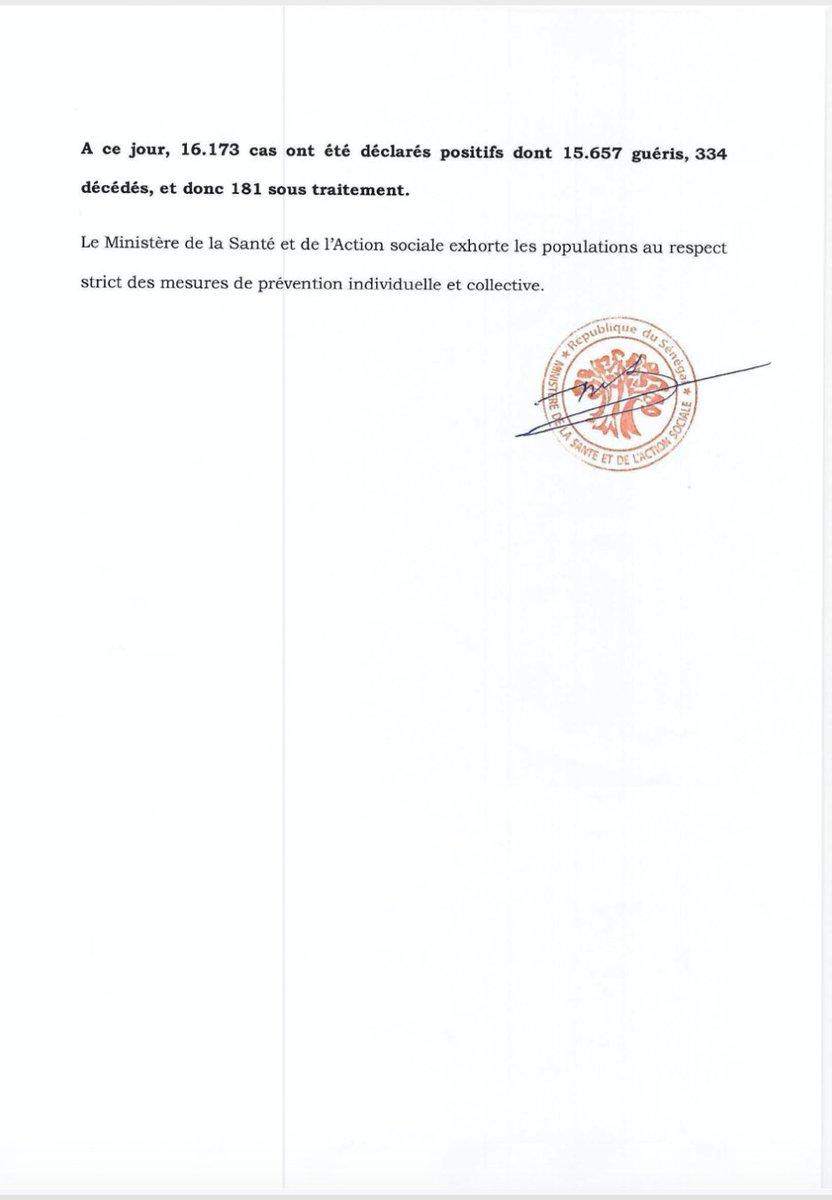 A ce jour, 16.173 cas ont été déclarés positifs dont 15.657 guéris, 334
décédés, et donc 181 sous traitement.
Le Ministère de la Santé et de l'Action sociale exhorte les populations au respect
strict des mesures de prévention individuelle et collective.
★ République du Sénégal ★
MINISTÈRE DE LA SANTE ET DE L'ACTION SOCIALE